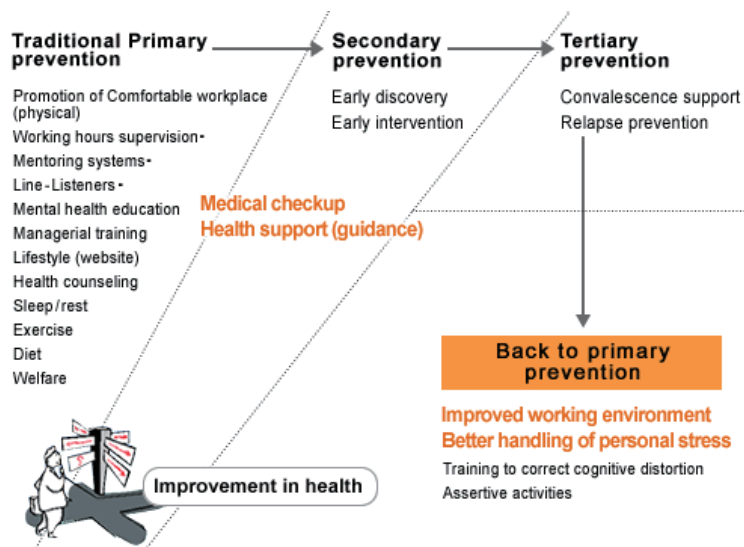 Traditional Primary
prevention
Promotion of Comfortable workplace
(physical)
Working hours supervision-
Mentoring systems-
Line-Listeners-
Mental health education
Managerial training
Lifestyle (website)
Health counseling
Sleep/rest
Exercise
Diet
Welfare
Secondary
prevention
Early discovery
Early intervention
Medical checkup
Health support (guidance)
Tertiary
prevention
Convalescence support
Relapse prevention
Back to primary
prevention
Improved working environment
Better handling of personal stress
Training to correct cognitive distortion
Assertive activities
Improvement in health